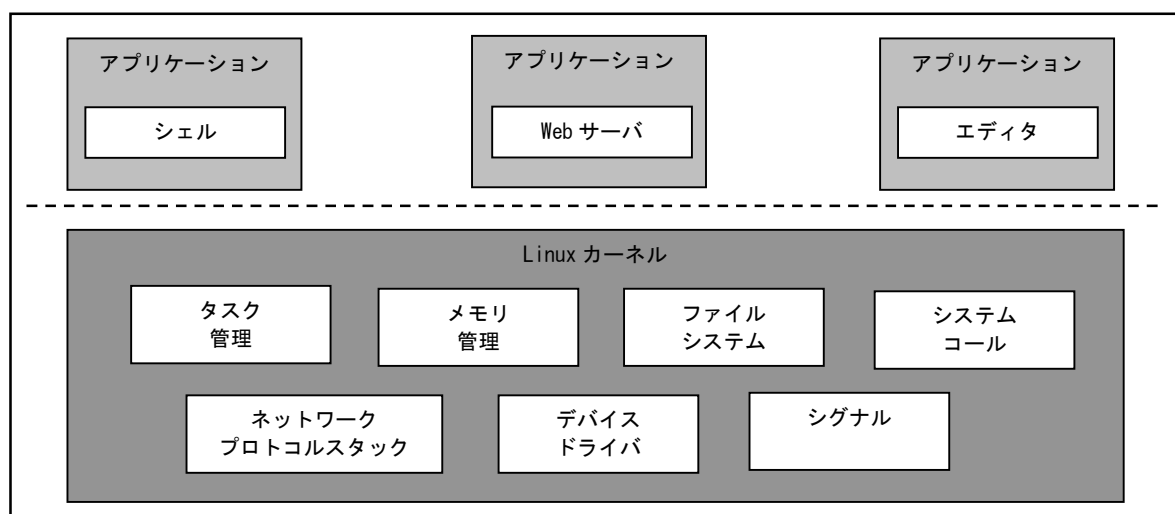 アプリケーション
アプリケーション
アプリケーション
シェル
Web サーバ
エディタ
Linux カーネル
タスク
管理
メモリ
管理
ファイル
システム
システム
コール
ネットワーク
プロトコルスタック
デバイス
ドライバ
シグナル